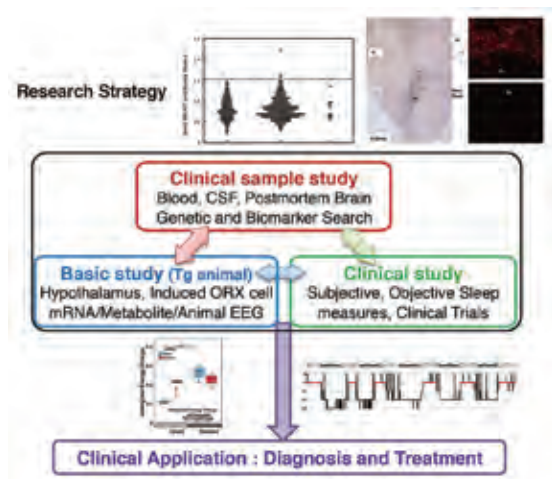 Research Strategy
Clinical sample study
Blood, CSF, Postmortem Brain
Genetic and Biomarker Search
Basic study (Tg animal)
Hypothalamus, Induced ORX cell
mRNA/Metabolite/Animal EEG
Clinical study
Subjective, Objective Sleep
measures, Clinical Trials
Clinical Application : Diagnosis and Treatment